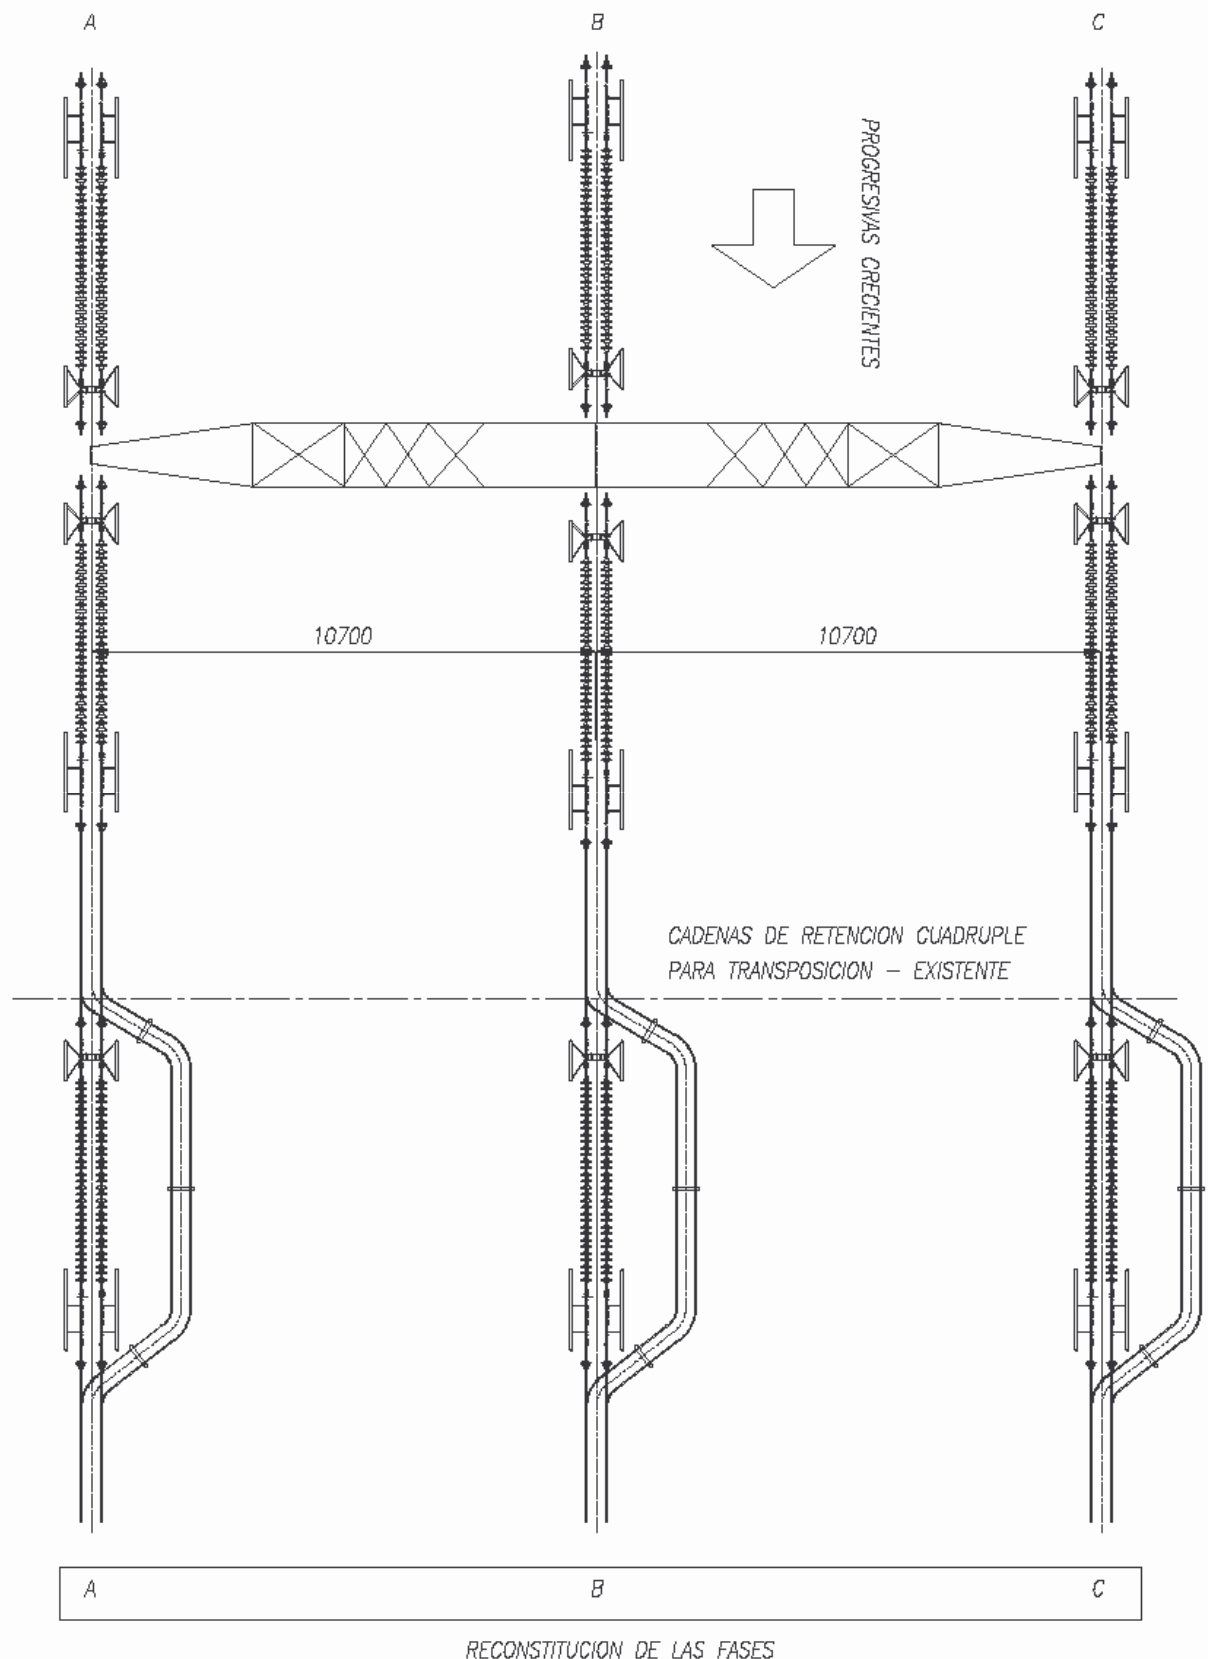 A B C
PROGRESIVAS CRECIENTES
10700 10700
CADENAS DE RETENCION CUADRUPLE
PARA TRANSPOSICION – EXISTENTE
A B C
RECONSTITUCION DE LAS FASES